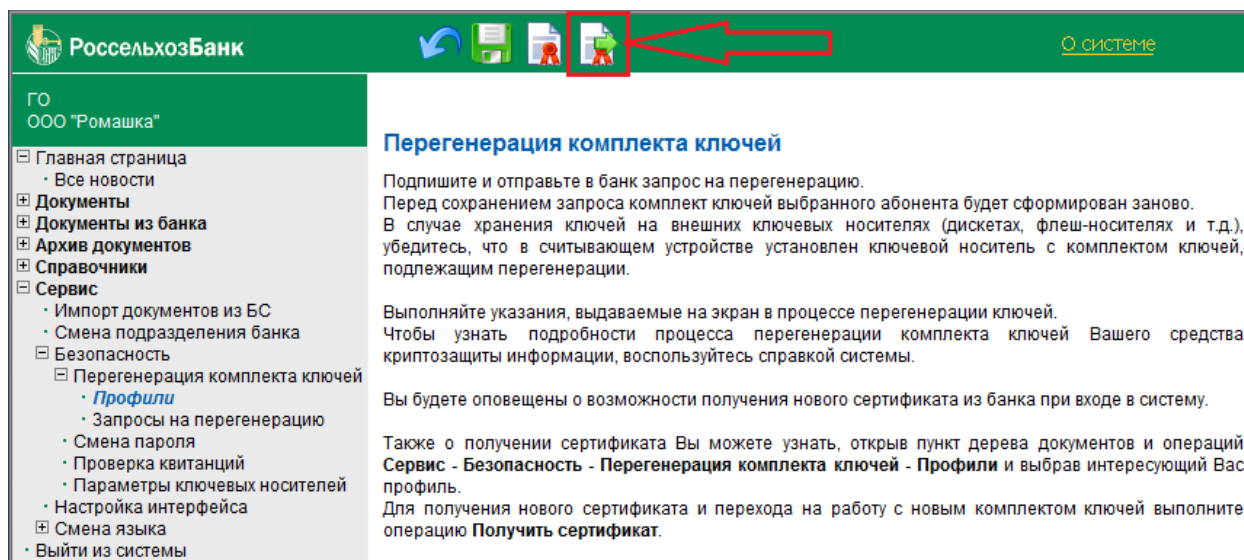 РоссельхозБанк
О системе
ГО
ООО "Ромашка"
Главная страница
Все новости
Документы
Документы из банка
Архив документов
Справочники
Сервис
Импорт документов из БС
Смена подразделения банка
Безопасность
Перегенерация комплекта ключей
Профили
Запросы на перегенерацию
Смена пароля
Проверка квитанций
Параметры ключевых носителей
Настройка интерфейса
Смена языка
Выйти из системы
Перегенерация комплекта ключей
Подпишите и отправьте в банк запрос на перегенерацию.
Перед сохранением запроса комплект ключей выбранного абонента будет сформирован заново.
В случае хранения ключей на внешних ключевых носителях (дискетах, флеш-носителях и т.д.),
убедитесь, что в считывающем устройстве установлен ключевой носитель с комплектом ключей,
подлежащим перегенерации.
Выполняйте указания, выдаваемые на экран в процессе перегенерации ключей.
Чтобы узнать подробности процесса перегенерации комплекта ключей Вашего средства
криптозащиты информации, воспользуйтесь справкой системы.
Вы будете оповещены о возможности получения нового сертификата из банка при входе в систему.
Также о получении сертификата Вы можете узнать, открыв пункт дерева документов и операций
Сервис - Безопасность - Перегенерация комплекта ключей - Профили и выбрав интересующий Вас
профиль.
Для получения нового сертификата и перехода на работу с новым комплектом ключей выполните
операцию Получить сертификат.